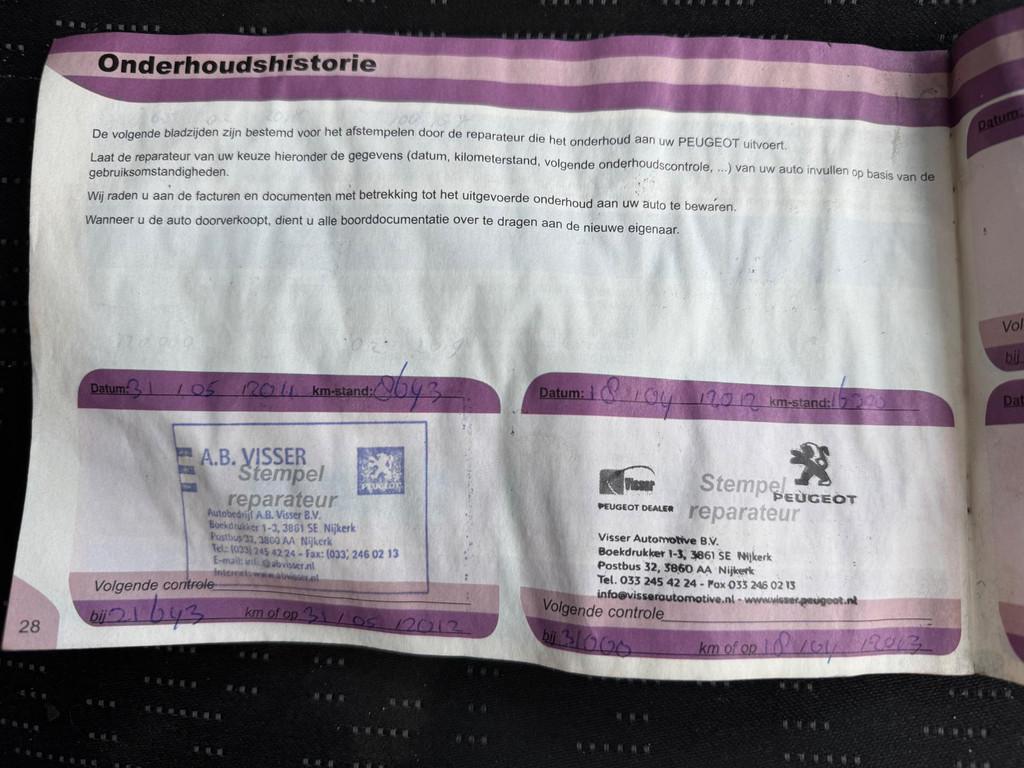 Onderhoudshistorie
De volgende bladzijden zijn bestemd voor het afstempelen door de reparateur die het onderhoud aan uw PEUGEOT uitvoert.
Laat de reparateur van uw keuze hieronder de gegevens (datum, kilometerstand, volgende onderhoudscontrole, ...) van uw auto invullen op basis van de
gebruiksomstandigheden.
Wij raden u aan de facturen en documenten met betrekking tot het uitgevoerde onderhoud aan uw auto te bewaren.
Wanneer u de auto doorverkoopt, dient u alle boorddocumentatie over te dragen aan de nieuwe eigenaar.
Datum: 31 / 05 / 2011 km-stand: 8643
A.B. VISSER
PEUGEOT
Stempel
reparateur
Autobedrijf A.B. Visser B.V.
Boekdrukker 1-3, 3861 SE Nijkerk
Postbus 32, 3860 AA Nijkerk
Tel.: (033) 245 42 24 - Fax: (033) 246 02 13
E-mail: @abvisser.nl
Internet: www.abvisser.nl
Volgende controle
bij 21643 km of op 31 / 05 / 2012
28
Datum: 18 / 04 / 2012 km-stand: 16000
Visser
PEUGEOT DEALER
Stempel
reparateur
PEUGEOT
Visser Automotive B.V.
Boekdrukker 1-3, 3861 SE Nijkerk
Postbus 32, 3860 AA Nijkerk
Tel. 033 245 42 24 - Fax 033 246 02 13
info@visserautomotive.nl - www.visser.peugeot.nl
Volgende controle
bij 31000 km of op 18 / 04 / 2013
Datum:
Vol
bij
Dat